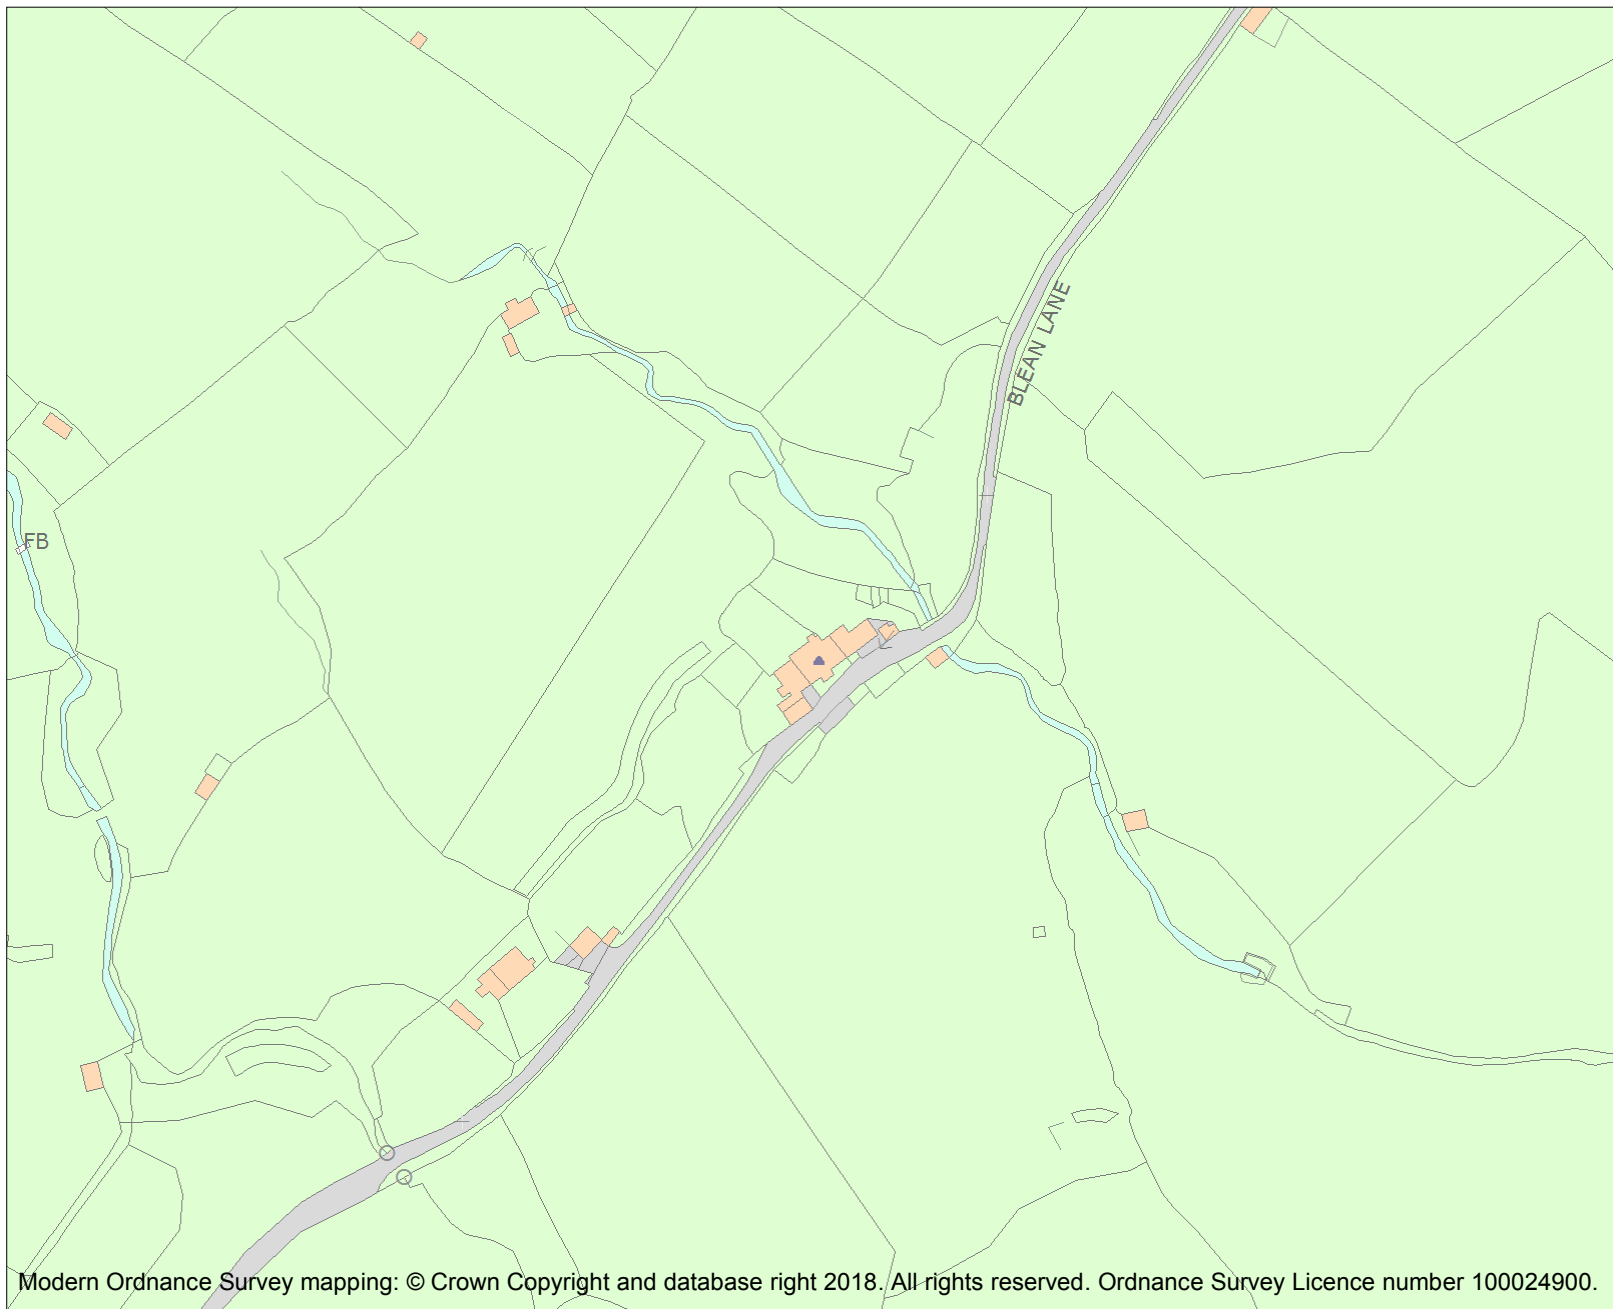 BLEAN LANE
FB
Modern Ordnance Survey mapping: © Crown Copyright and database right 2018. All rights reserved. Ordnance Survey Licence number 100024900.